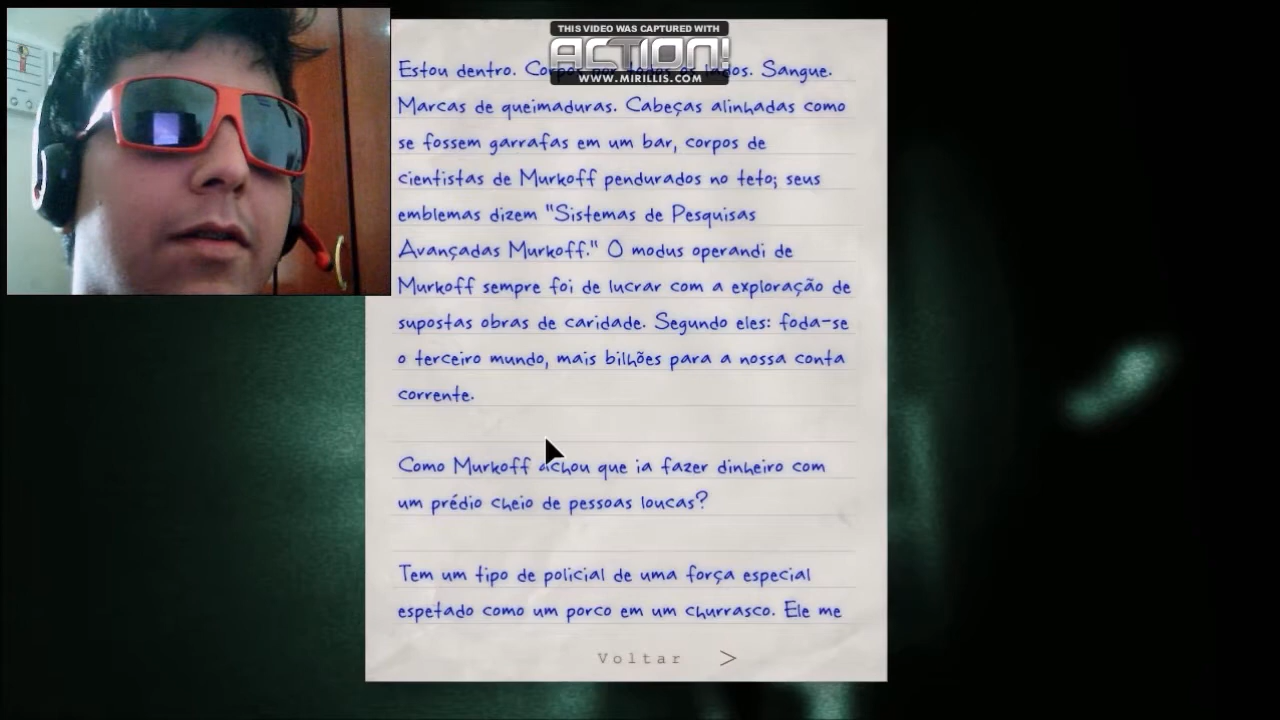 THIS VIDEO WAS CAPTURED WITH
ACTION!
WWW.MIRILLIS.COM
Estou dentro. Corpos por todos os lados. Sangue.
Marcas de queimaduras. Cabeças alinhadas como
se fossem garrafas em um bar, corpos de
cientistas de Murkoff pendurados no teto; seus
emblemas dizem "Sistemas de Pesquisas
Avançadas Murkoff." O modus operandi de
Murkoff sempre foi de lucrar com a exploração de
supostas obras de caridade. Segundo eles: foda-se
o terceiro mundo, mais bilhões para a nossa conta
corrente.
Como Murkoff achou que ia fazer dinheiro com
um prédio cheio de pessoas loucas?
Tem um tipo de policial de uma força especial
espetado como um porco em um churrasco. Ele me
Voltar >